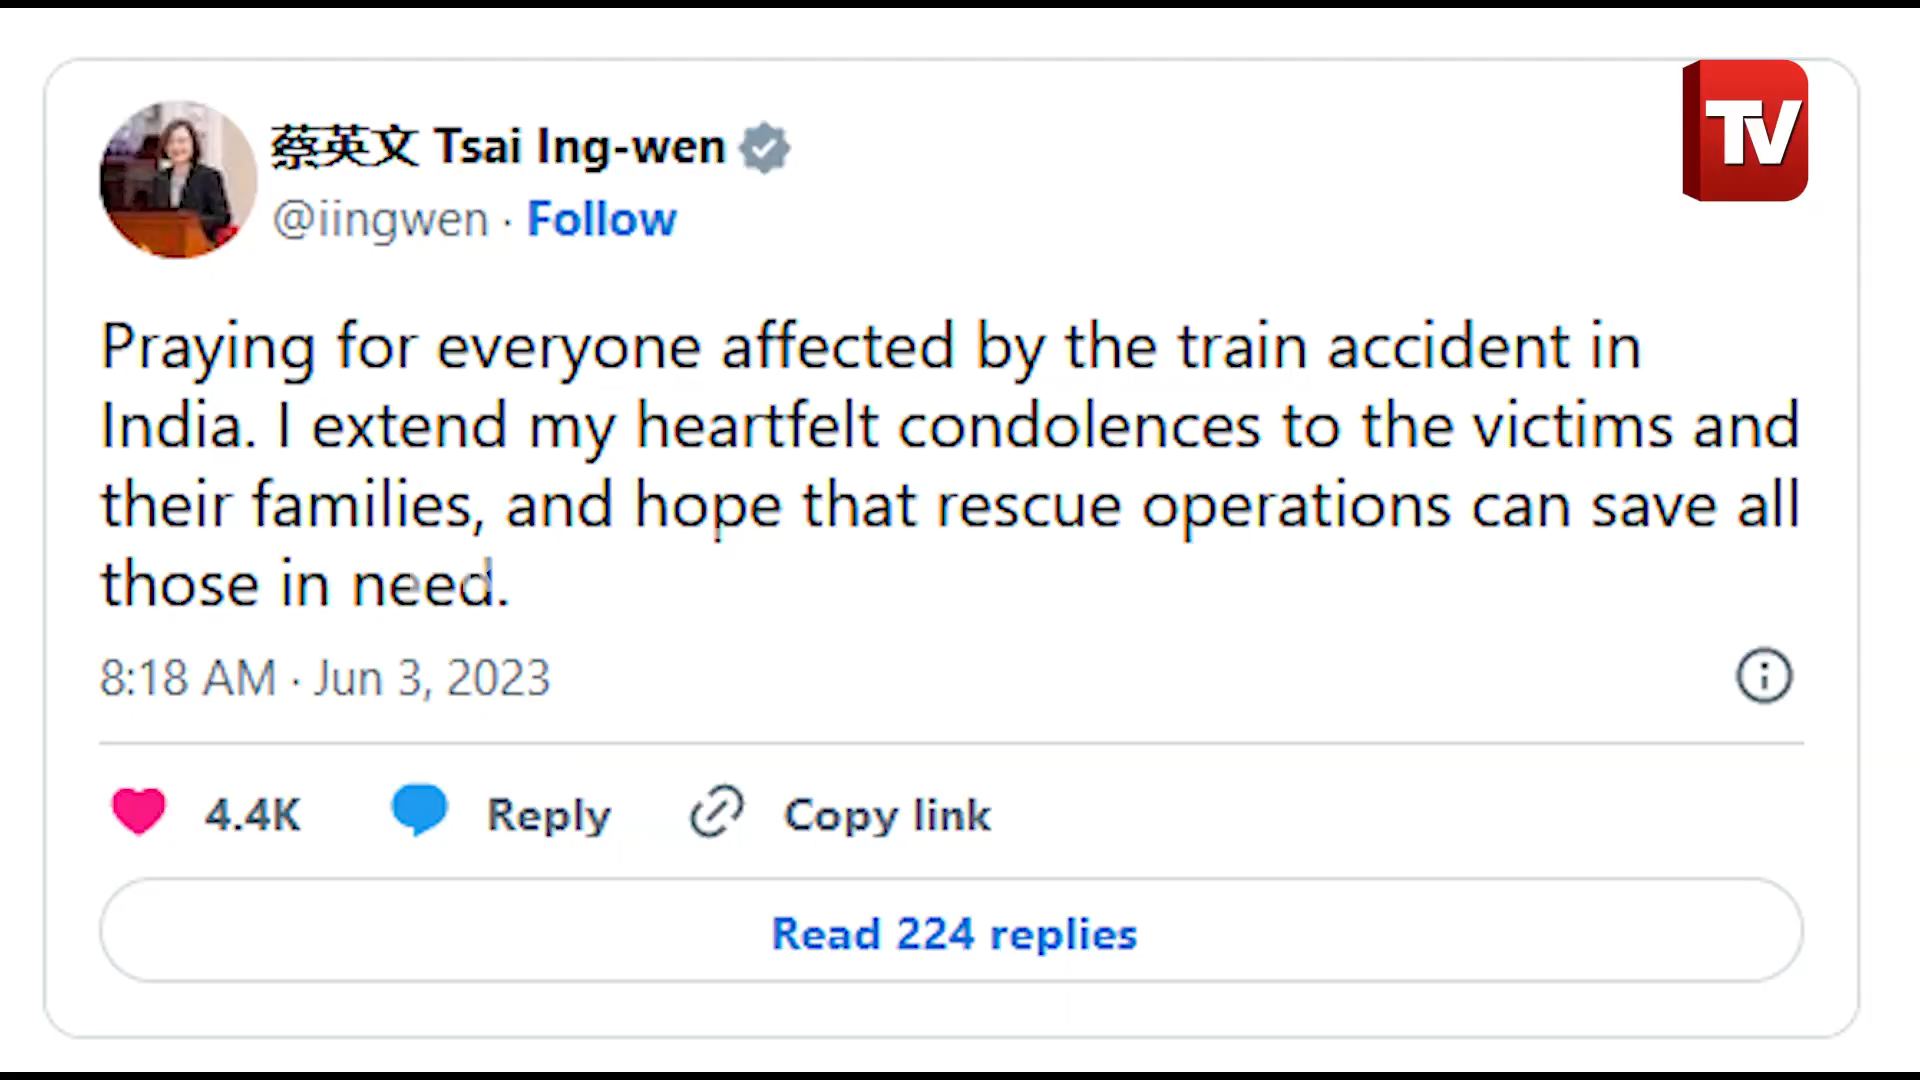 蔡英文 Tsai Ing-wen
@iingwen · Follow
TV
Praying for everyone affected by the train accident in
India. I extend my heartfelt condolences to the victims and
their families, and hope that rescue operations can save all
those in need.
8:18 AM · Jun 3, 2023
4.4K Reply Copy link
Read 224 replies